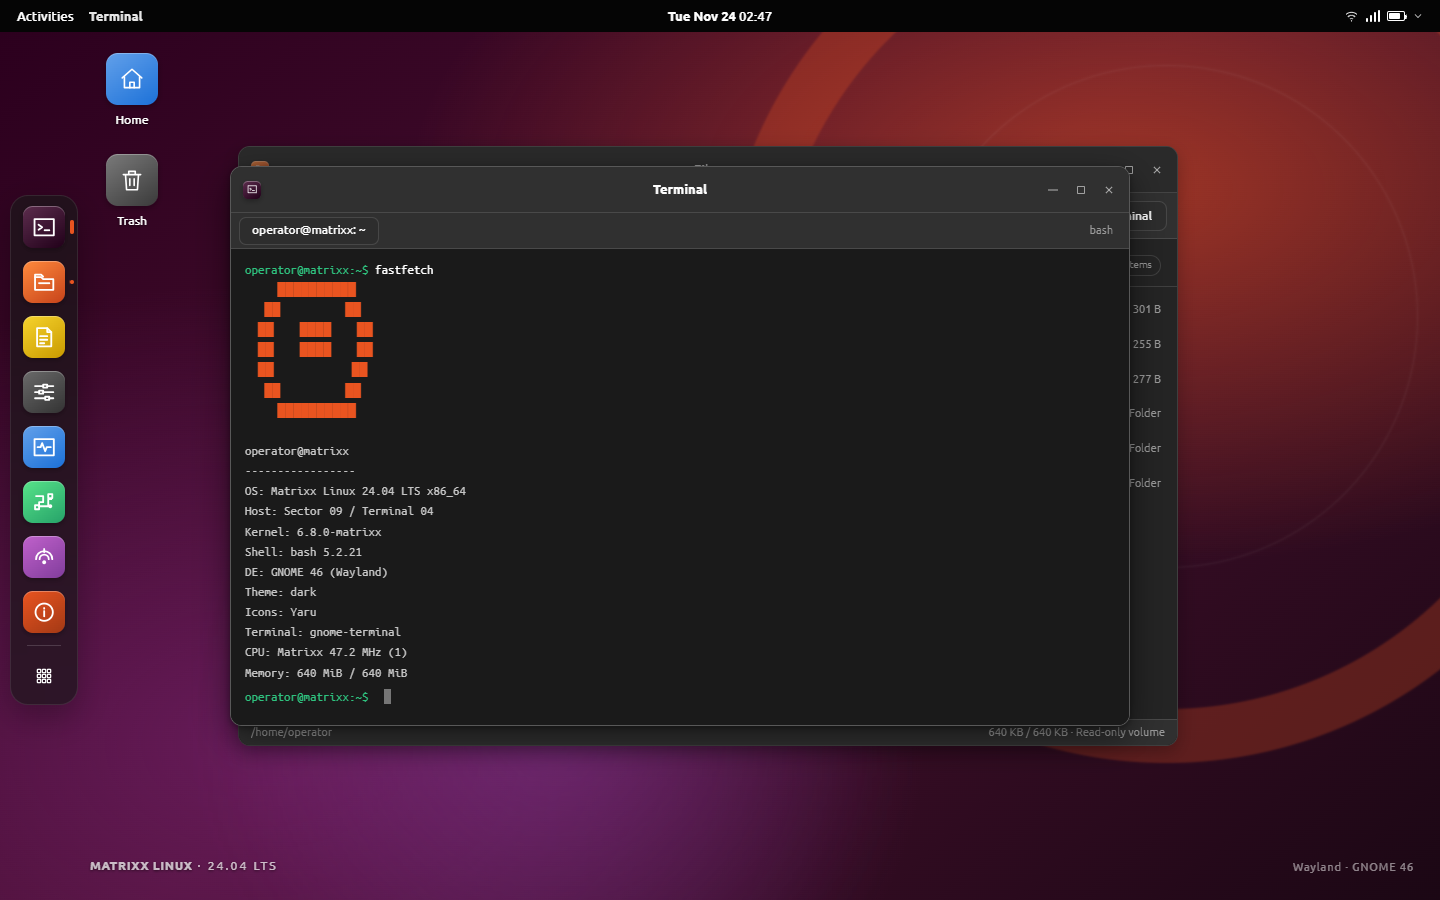 Activities Terminal Tue Nov 24 02:47
Home
Trash
Terminal
operator@matrixx: ~ bash
operator@matrixx:~$ fastfetch
operator@matrixx
-----------------
OS: Matrixx Linux 24.04 LTS x86_64
Host: Sector 09 / Terminal 04
Kernel: 6.8.0-matrixx
Shell: bash 5.2.21
DE: GNOME 46 (Wayland)
Theme: dark
Icons: Yaru
Terminal: gnome-terminal
CPU: Matrixx 47.2 MHz (1)
Memory: 640 MiB / 640 MiB
operator@matrixx:~$
301 B
255 B
277 B
Folder
Folder
Folder
/home/operator 640 KB / 640 KB · Read-only volume
MATRIXX LINUX · 24.04 LTS
Wayland · GNOME 46